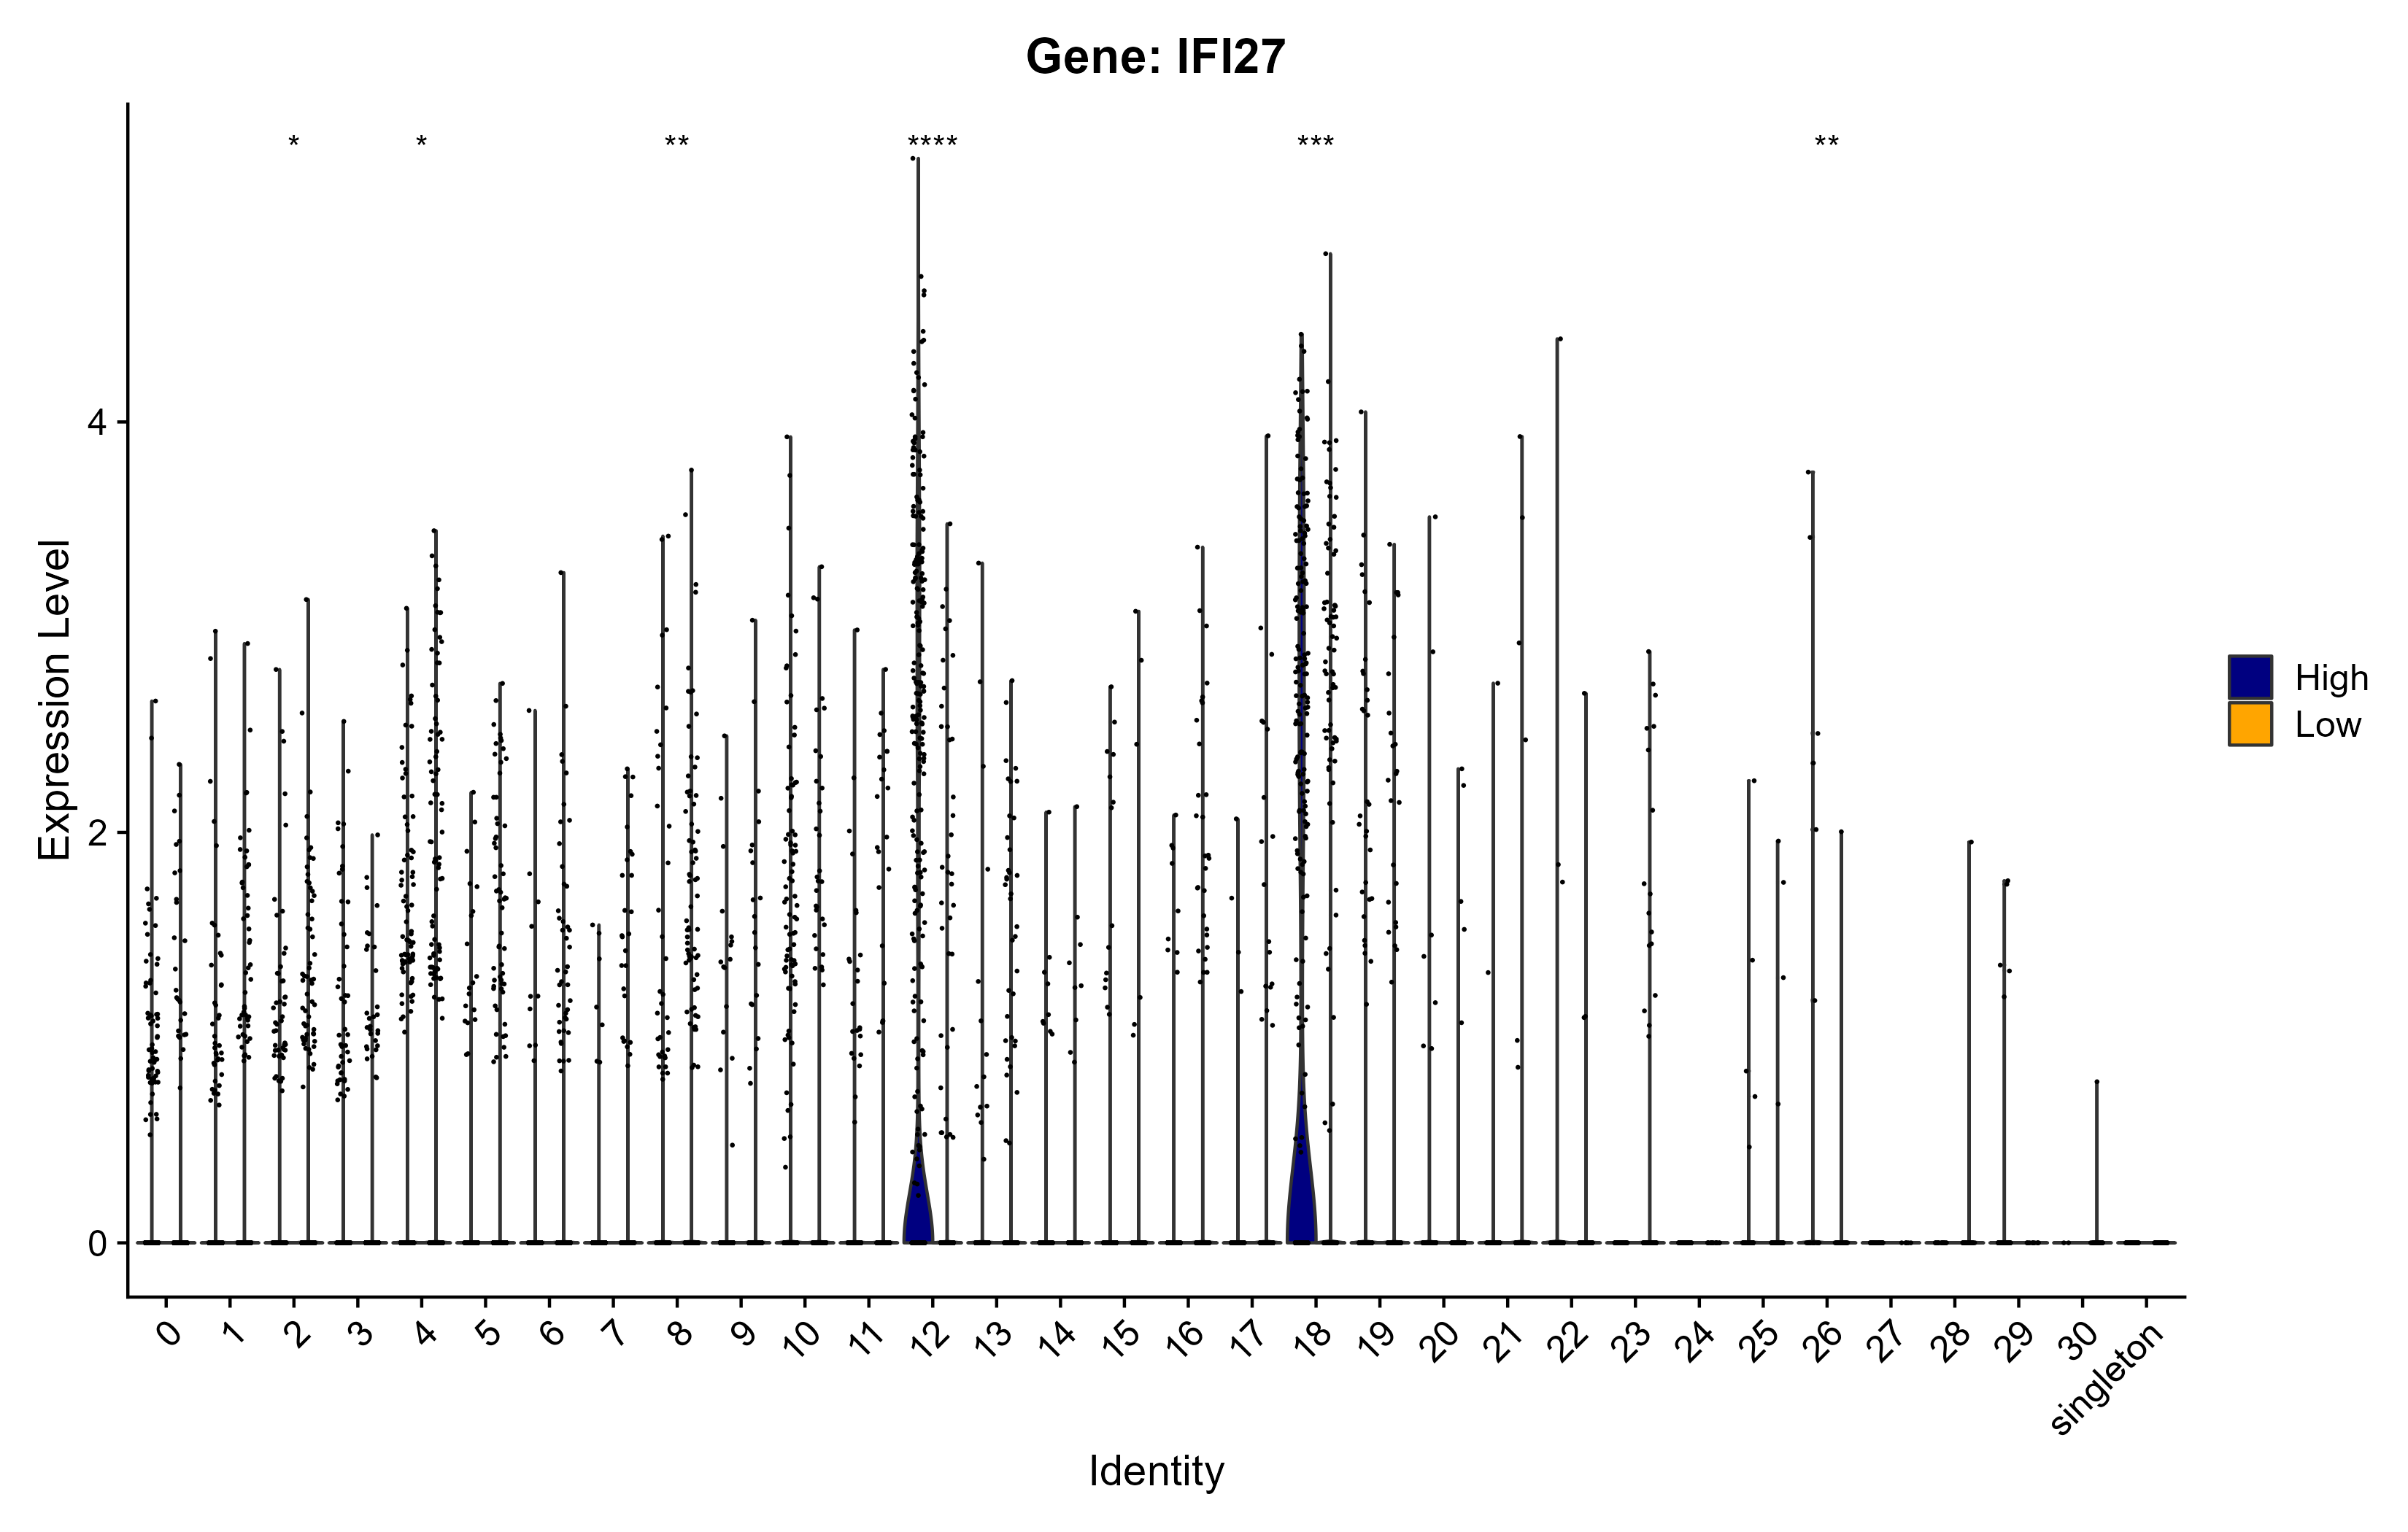 Gene: IFI27
* * ** **** *** **
Expression Level
4
2
0
0 1 2 3 4 5 6 7 8 9 10 11 12 13 14 15 16 17 18 19 20 21 22 23 24 25 26 27 28 29 30 singleton
Identity
High
Low